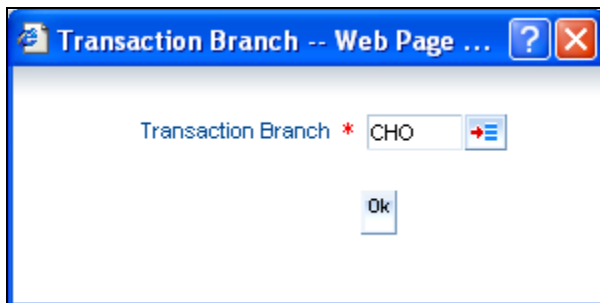 Transaction Branch -- Web Page ...
Transaction Branch * CHO
Ok